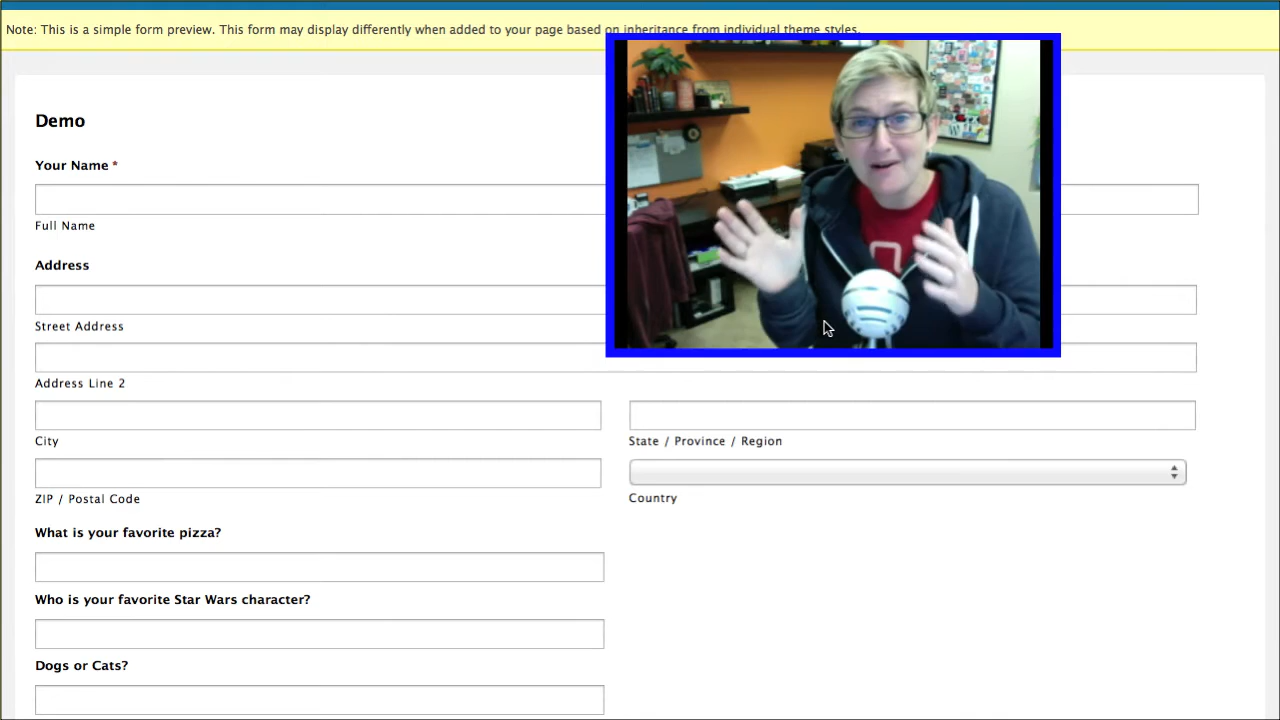 Note: This is a simple form preview. This form may display differently when added to your page based on inheritance from individual theme styles.
Demo
Your Name *
Full Name
Address
Street Address
Address Line 2
City
State / Province / Region
ZIP / Postal Code
Country
What is your favorite pizza?
Who is your favorite Star Wars character?
Dogs or Cats?